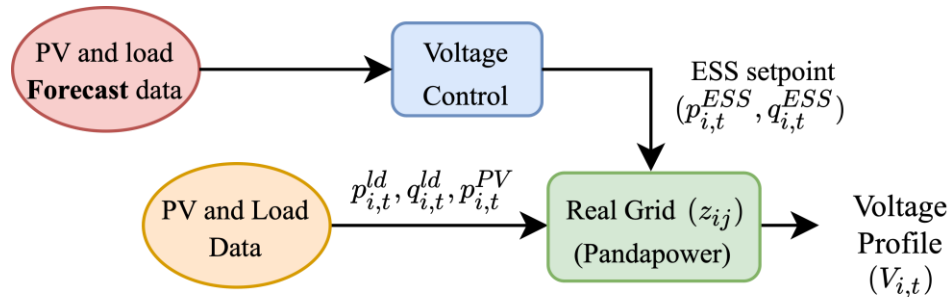 PV and load
Forecast data
Voltage
Control
ESS setpoint
(p_{i,t}^{ESS}, q_{i,t}^{ESS})
PV and Load
Data
p_{i,t}^{ld}, q_{i,t}^{ld}, p_{i,t}^{PV}
Real Grid (z_{ij})
(Pandapower)
Voltage
Profile
(V_{i,t})